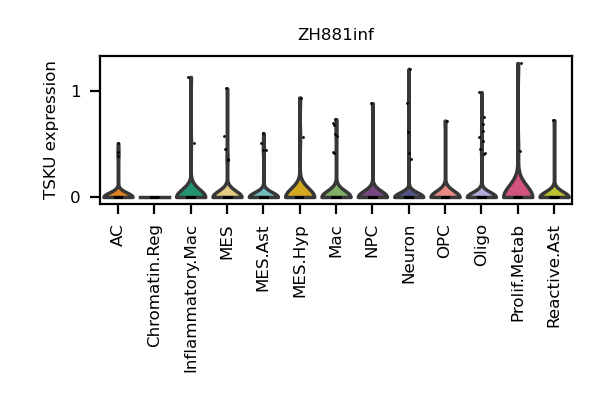 ZH881inf
TSKU expression
1
0
AC
Chromatin.Reg
Inflammatory.Mac
MES
MES.Ast
MES.Hyp
Mac
NPC
Neuron
OPC
Oligo
Prolif.Metab
Reactive.Ast